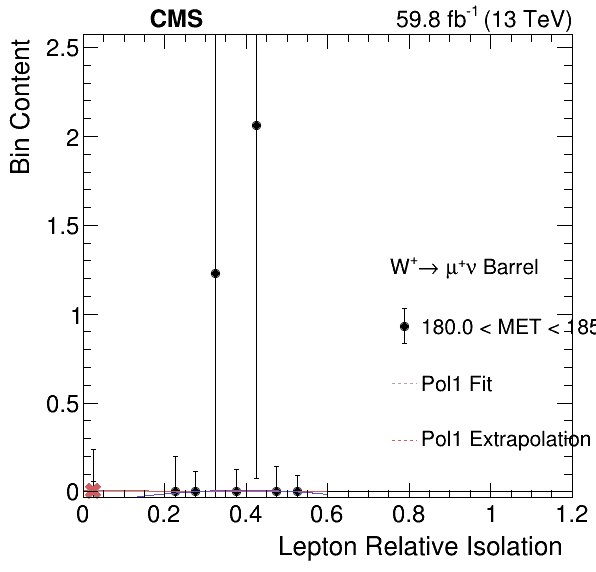 CMS
59.8 fb⁻¹ (13 TeV)
Bin Content
2.5
2
1.5
1
0.5
0
W⁺→ μ⁺ν Barrel
180.0 < MET < 185
Pol1 Fit
Pol1 Extrapolation
0 0.2 0.4 0.6 0.8 1 1.2
Lepton Relative Isolation